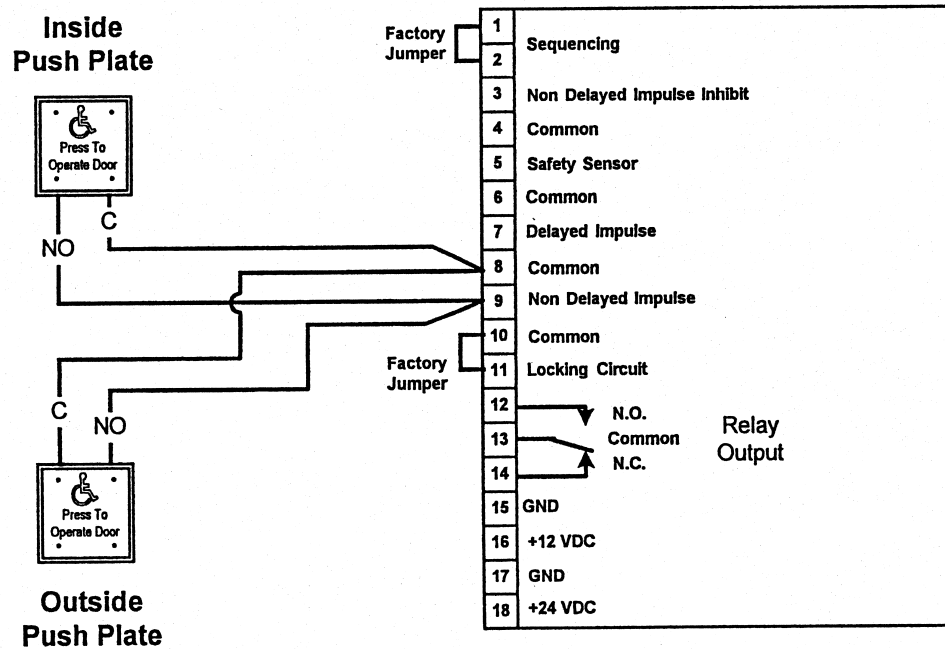 Inside
Push Plate
Press To
Operate Door
C
NO
C
NO
Press To
Operate Door
Outside
Push Plate
Factory
Jumper
Factory
Jumper
1
2
Sequencing
3 Non Delayed Impulse Inhibit
4 Common
5 Safety Sensor
6 Common
7 Delayed Impulse
8 Common
9 Non Delayed Impulse
10 Common
11 Locking Circuit
12 N.O.
13 Common
14 N.C.
Relay
Output
15 GND
16 +12 VDC
17 GND
18 +24 VDC